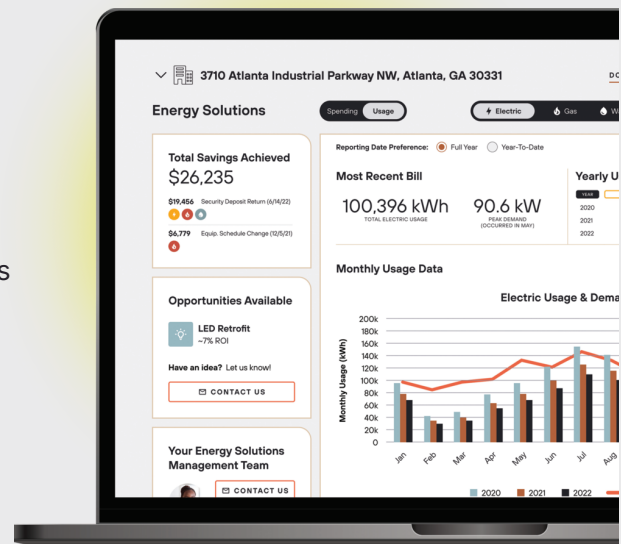 s
3710 Atlanta Industrial Parkway NW, Atlanta, GA 30331
Energy Solutions
Spending Usage
Electric Gas
Total Savings Achieved
$26,235
$19,456 Security Deposit Return (6/14/22)
$6,779 Equip. Schedule Change (12/5/21)
Opportunities Available
LED Retrofit
~7% ROI
Have an idea? Let us know!
CONTACT US
Your Energy Solutions
Management Team
CONTACT US
Reporting Date Preference: Full Year Year-To-Date
Most Recent Bill
100,396 kWh
TOTAL ELECTRIC USAGE
90.6 kW
PEAK DEMAND
(OCCURRED IN MAY)
Yearly U
YEAR
2020
2021
2022
Monthly Usage Data
Electric Usage & Dema
Monthly Usage (kWh)
200k
180k
160k
140k
120k
100k
80k
60k
40k
20k
0
Jan Feb Mar Apr May Jun Jul Aug
2020 2021 2022